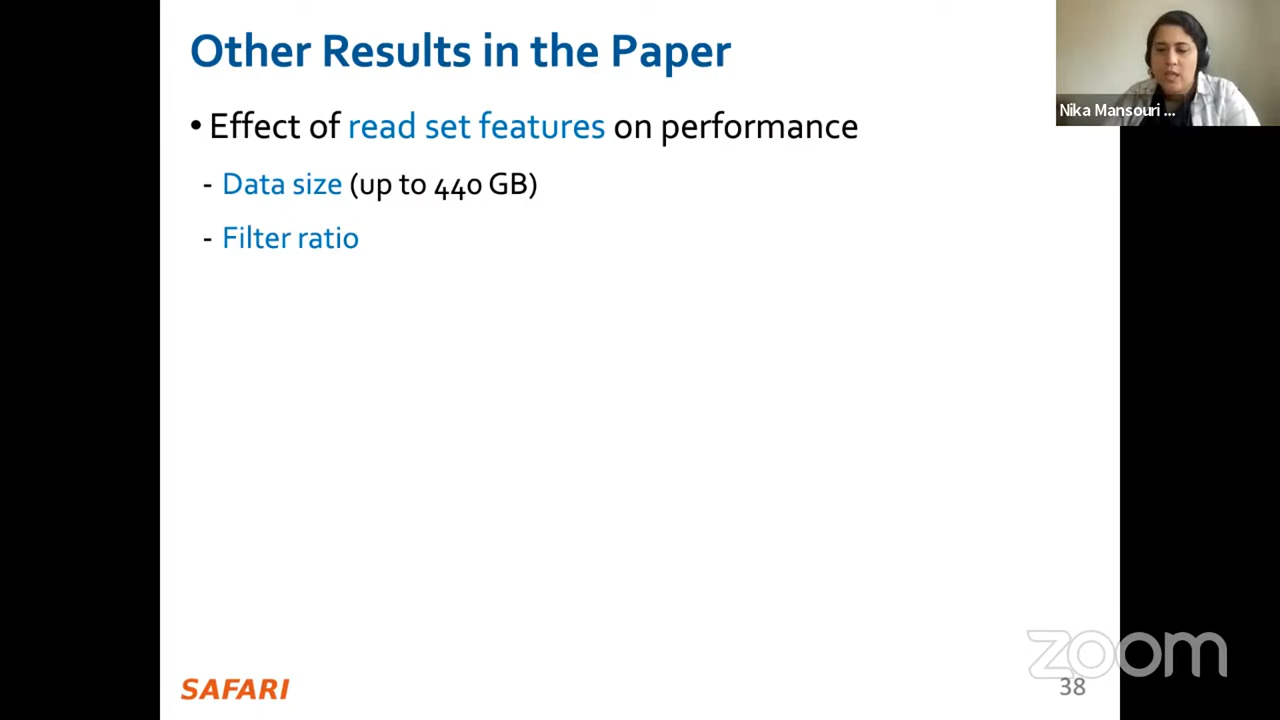 Other Results in the Paper
Nika Mansouri ...
• Effect of read set features on performance
- Data size (up to 440 GB)
- Filter ratio
zoom
SAFARI
38